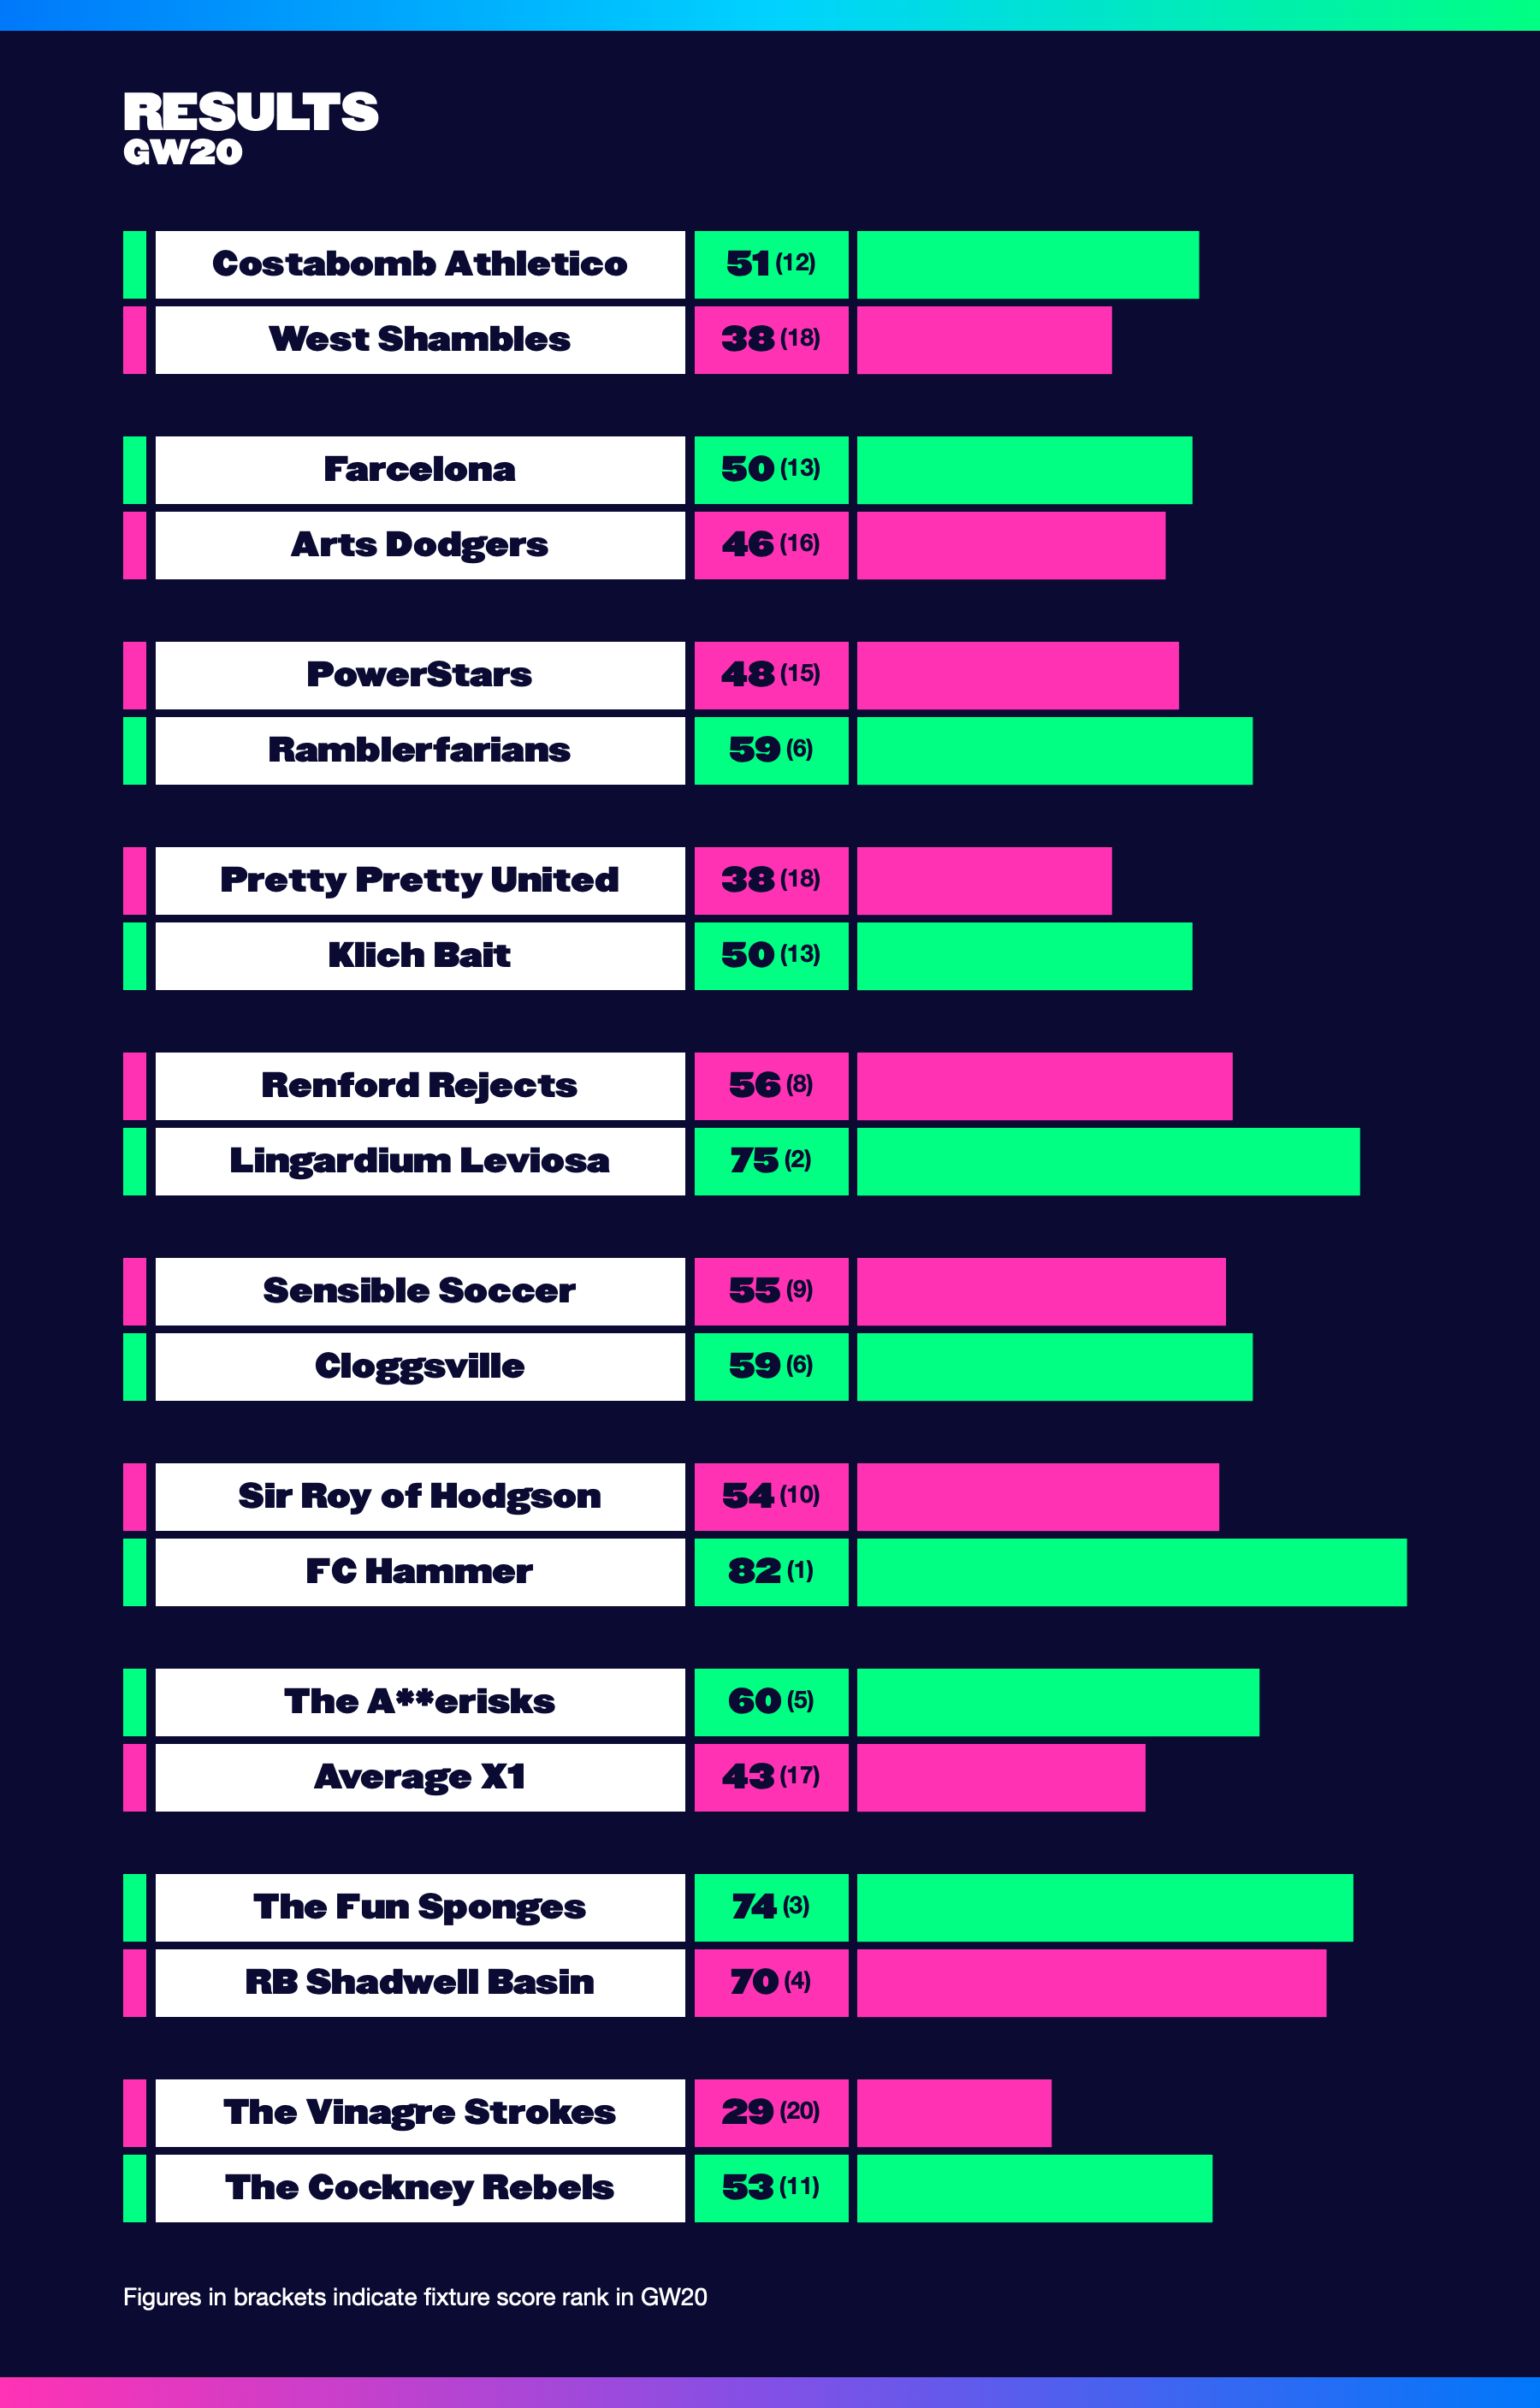 RESULTS
GW20
Costabomb Athletico 51 (12)
West Shambles 38 (18)
Farcelona 50 (13)
Arts Dodgers 46 (16)
PowerStars 48 (15)
Ramblerfarians 59 (6)
Pretty Pretty United 38 (18)
Klich Bait 50 (13)
Renford Rejects 56 (8)
Lingardium Leviosa 75 (2)
Sensible Soccer 55 (9)
Cloggsville 59 (6)
Sir Roy of Hodgson 54 (10)
FC Hammer 82 (1)
The A**erisks 60 (5)
Average X1 43 (17)
The Fun Sponges 74 (3)
RB Shadwell Basin 70 (4)
The Vinagre Strokes 29 (20)
The Cockney Rebels 53 (11)
Figures in brackets indicate fixture score rank in GW20